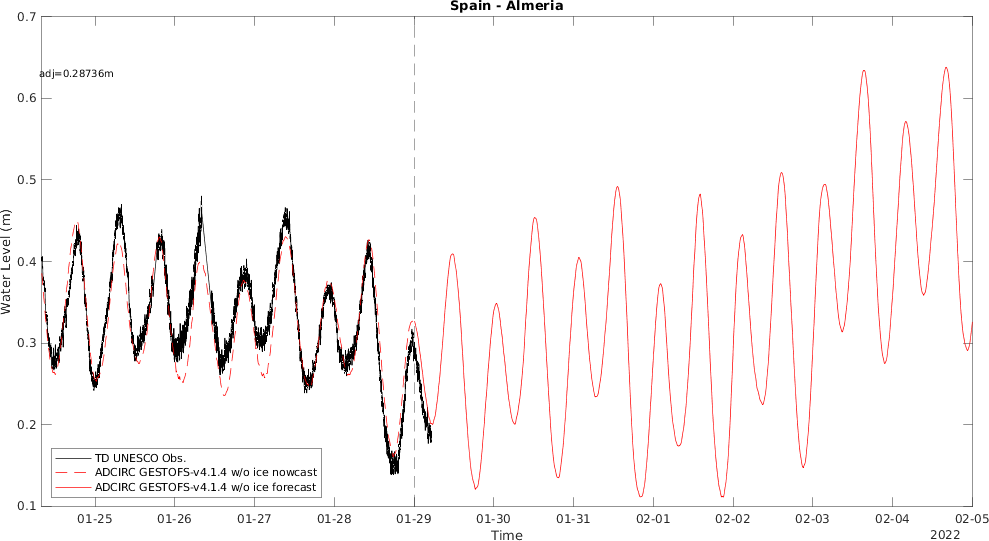 Spain - Almeria
0.7
adj=0.28736m
0.6
0.5
0.4
0.3
0.2
0.1
Water Level (m)
TD UNESCO Obs.
ADCIRC GESTOFS-v4.1.4 w/o ice nowcast
ADCIRC GESTOFS-v4.1.4 w/o ice forecast
01-25 01-26 01-27 01-28 01-29 01-30 01-31 02-01 02-02 02-03 02-04 02-05
Time 2022